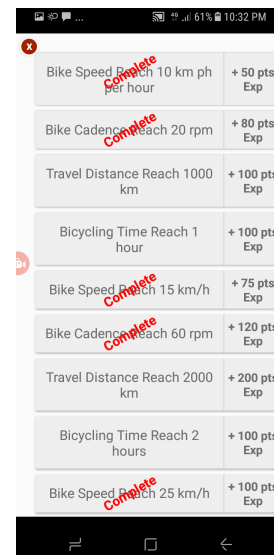 ... 4G 61% 10:32 PM
X
Bike Speed Reach 10 km ph + 50 pts
per hour Exp
Complete
Bike Cadence Reach 20 rpm + 80 pts
Exp
Complete
Travel Distance Reach 1000 + 100 pts
km Exp
Bicycling Time Reach 1 + 100 pts
hour Exp
Bike Speed Reach 15 km/h + 75 pts
Exp
Complete
Bike Cadence Reach 60 rpm + 120 pts
Exp
Complete
Travel Distance Reach 2000 + 200 pts
km Exp
Bicycling Time Reach 2 + 100 pts
hours Exp
Bike Speed Reach 25 km/h + 100 pts
Exp
Complete